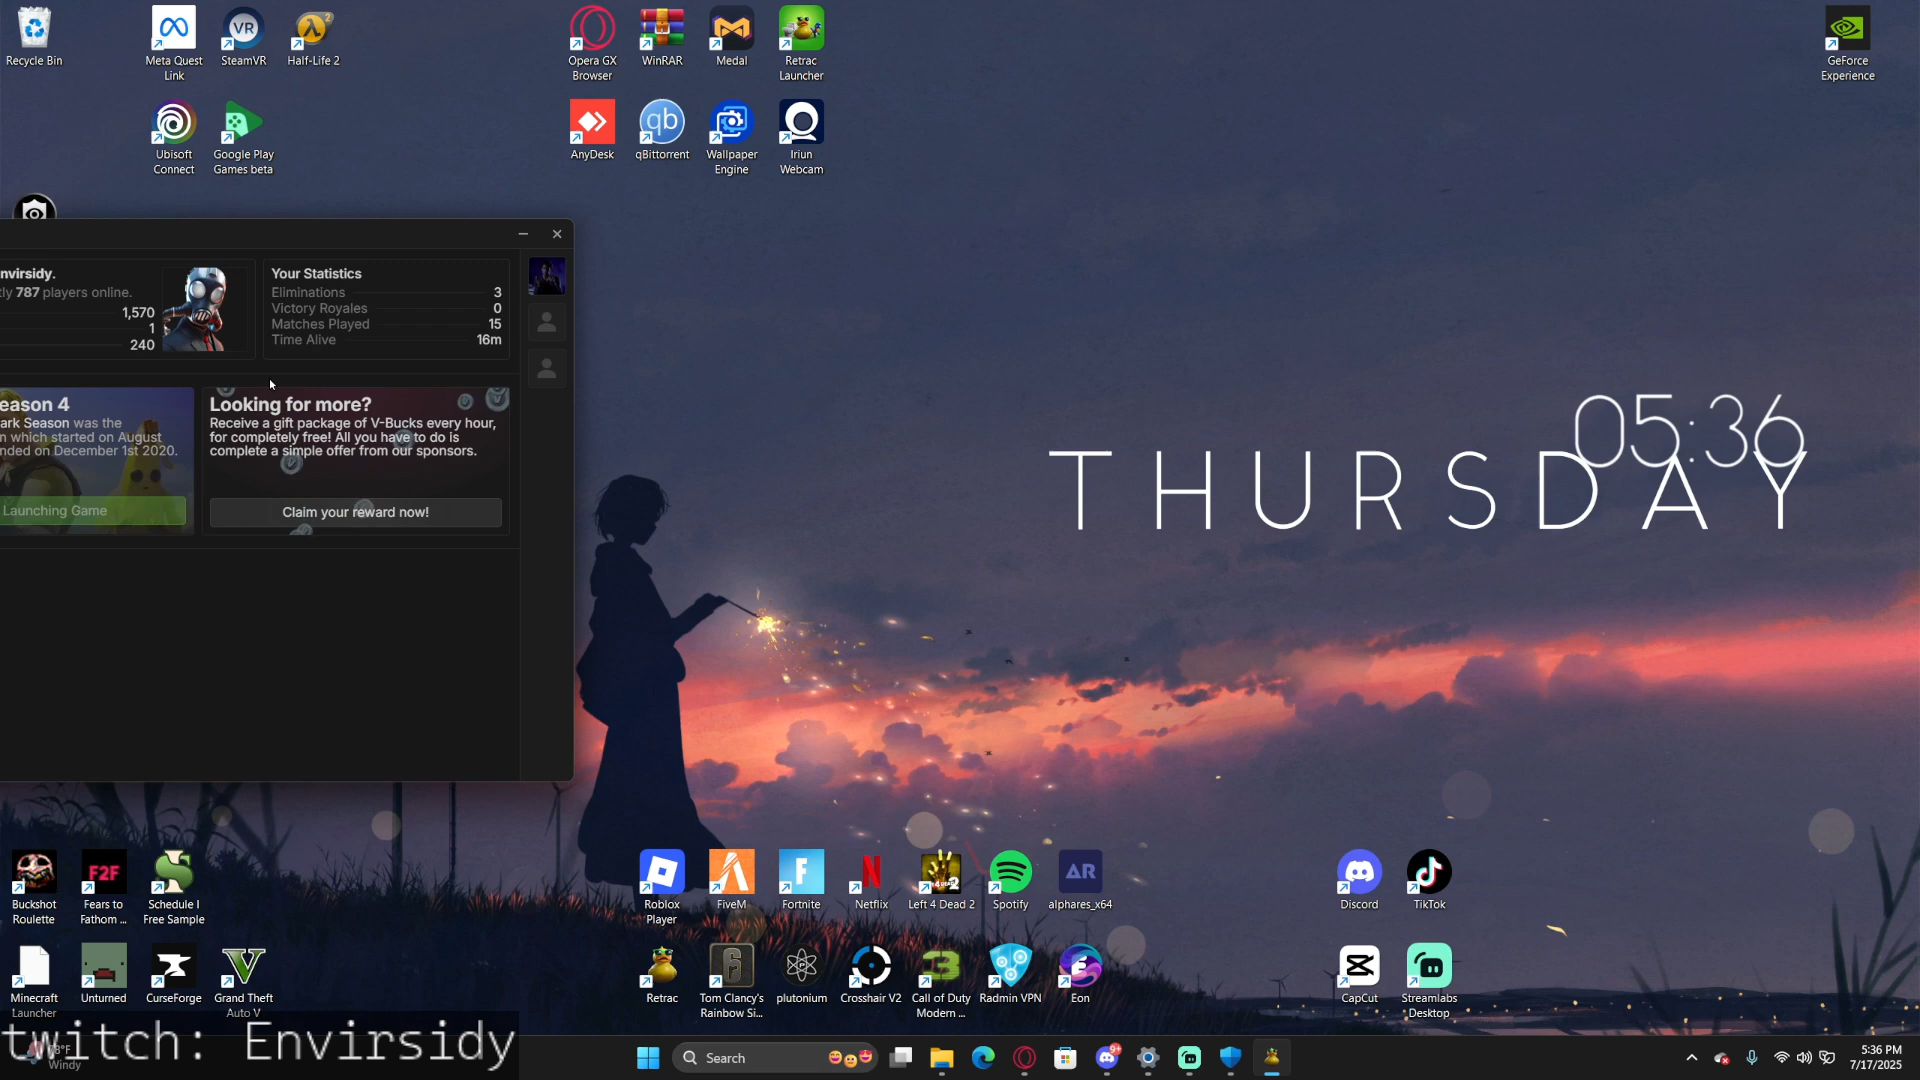 Recycle Bin
Meta Quest
Link
SteamVR
Half-Life 2
Opera GX
Browser
WinRAR
Medal
Retrac
Launcher
GeForce
Experience
Ubisoft
Connect
Google Play
Games beta
AnyDesk
qBittorrent
Wallpaper
Engine
Iriun
Webcam
nvirsidy.
tly 787 players online.
1,570
1
240
Your Statistics
Eliminations 3
Victory Royales 0
Matches Played 15
Time Alive 16m
eason 4
ark Season was the
n which started on August
nded on December 1st 2020.
Launching Game
Looking for more?
Receive a gift package of V-Bucks every hour,
for completely free! All you have to do is
complete a simple offer from our sponsors.
Claim your reward now!
05:36
THURSDAY
Buckshot
Roulette
Fears to
Fathom ...
Schedule I
Free Sample
Roblox
Player
FiveM
Fortnite
Netflix
Left 4 Dead 2
Spotify
alphares_x64
Discord
TikTok
Minecraft
Launcher
Unturned
CurseForge
Grand Theft
Auto V
Retrac
Tom Clancy's
Rainbow Si...
plutonium
Crosshair V2
Call of Duty
Modern ...
Radmin VPN
Eon
CapCut
Streamlabs
Desktop
twitch: Envirsidy
Windy
Search
5:36 PM
7/17/2025